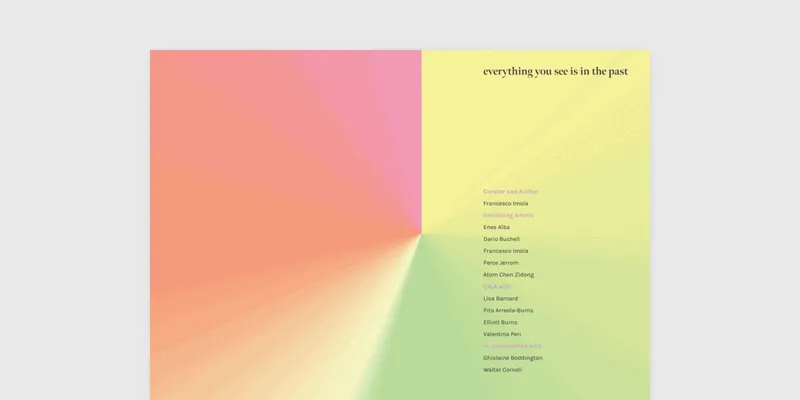 everything you see is in the past
Curator and Author
Francesco Imola
Exhibiting Artists
Enes Alba
Dario Bucheli
Francesco Imola
Perce Jerrom
Atom Chen Zidong
Q&A with
Lisa Barnard
Pita Arreola-Burns
Elliott Burns
Valentina Peri
In conversation with
Ghislaine Boddington
Walter Corneli